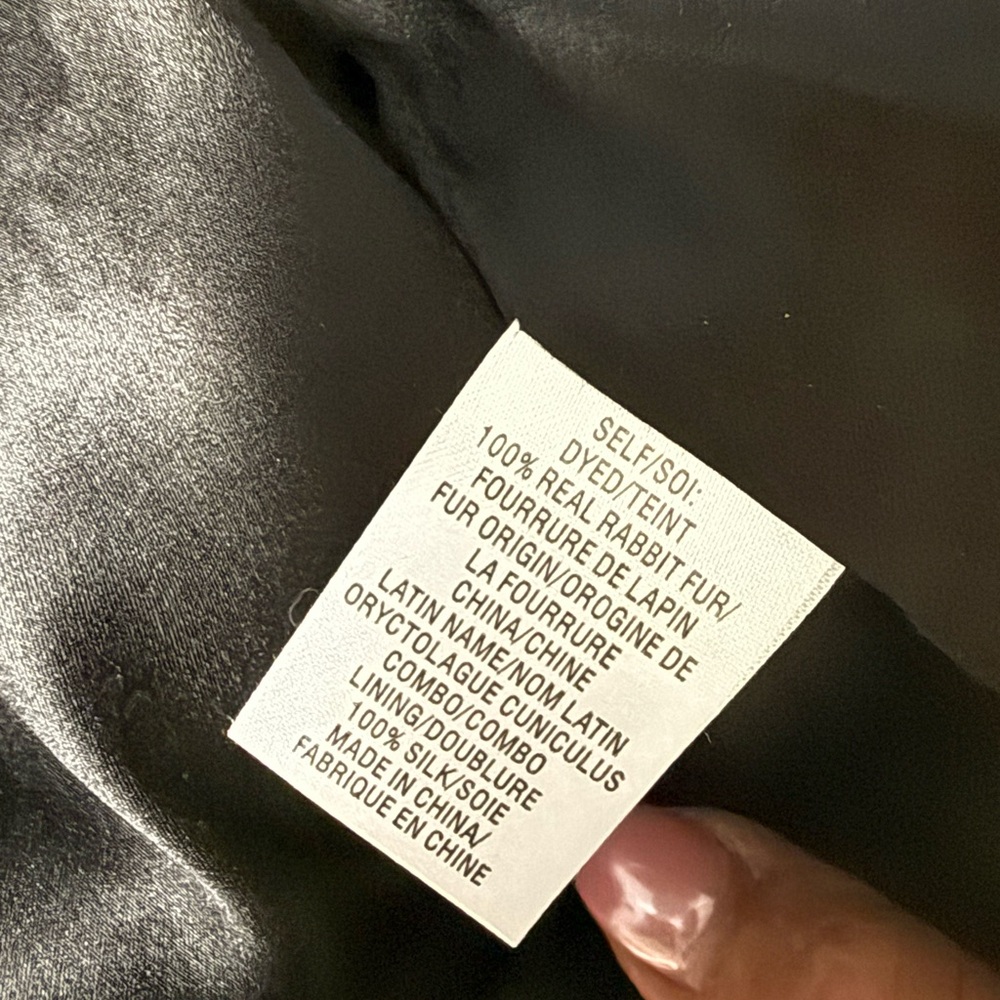 SELF/SOI:
DYED/TEINT
100% REAL RABBIT FUR/
FOURRURE DE LAPIN
FUR ORIGIN/OROGINE DE
LA FOURRURE
CHINA/CHINE
LATIN NAME/NOM LATIN
ORYCTOLAGUE CUNICULUS
COMBO/COMBO
LINING/DOUBLURE
100% SILK/SOIE
MADE IN CHINA/
FABRIQUE EN CHINE